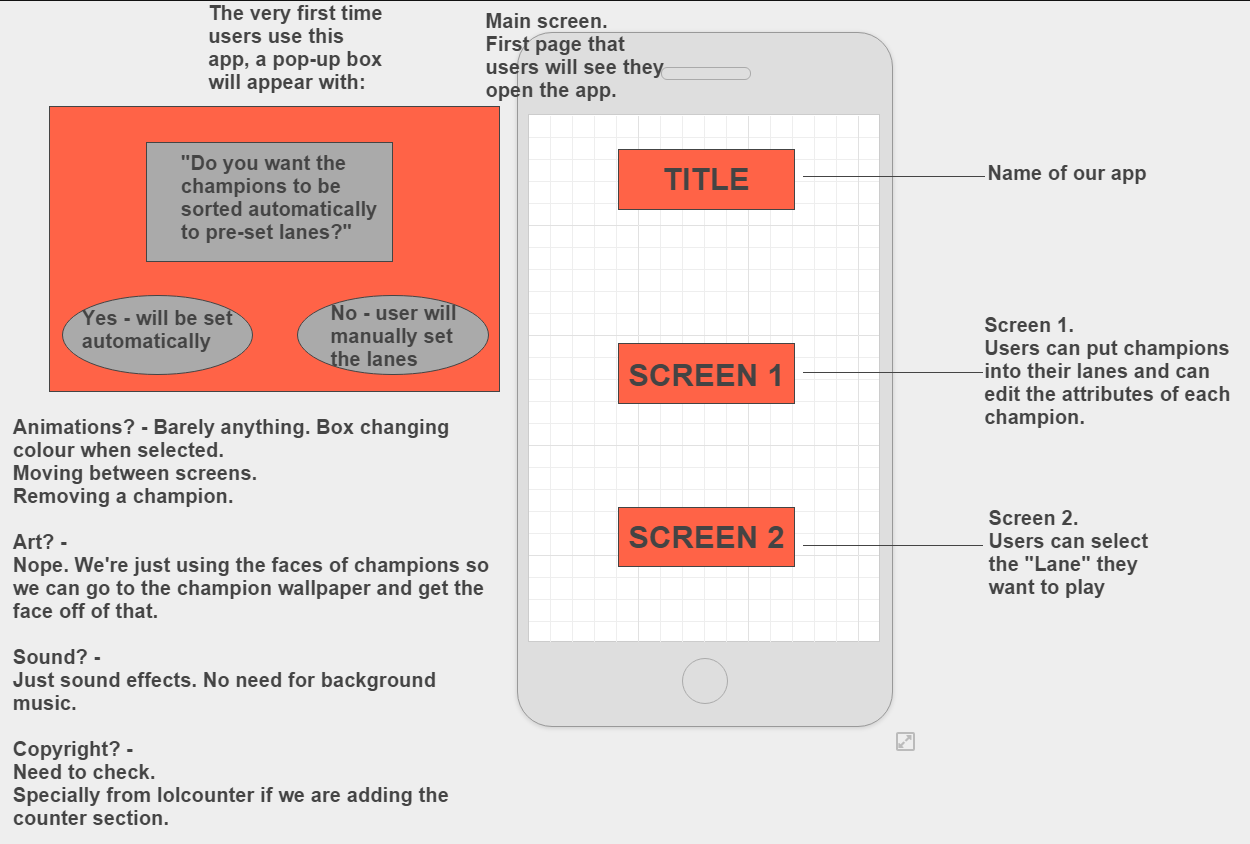 The very first time
users use this
app, a pop-up box
will appear with:
"Do you want the
champions to be
sorted automatically
to pre-set lanes?"
Yes - will be set
automatically
No - user will
manually set
the lanes
Animations? - Barely anything. Box changing
colour when selected.
Moving between screens.
Removing a champion.
Art? -
Nope. We're just using the faces of champions so
we can go to the champion wallpaper and get the
face off of that.
Sound? -
Just sound effects. No need for background
music.
Copyright? -
Need to check.
Specially from lolcounter if we are adding the
counter section.
Main screen.
First page that
users will see they
open the app.
TITLE
Name of our app
SCREEN 1
Screen 1.
Users can put champions
into their lanes and can
edit the attributes of each
champion.
SCREEN 2
Screen 2.
Users can select
the "Lane" they
want to play